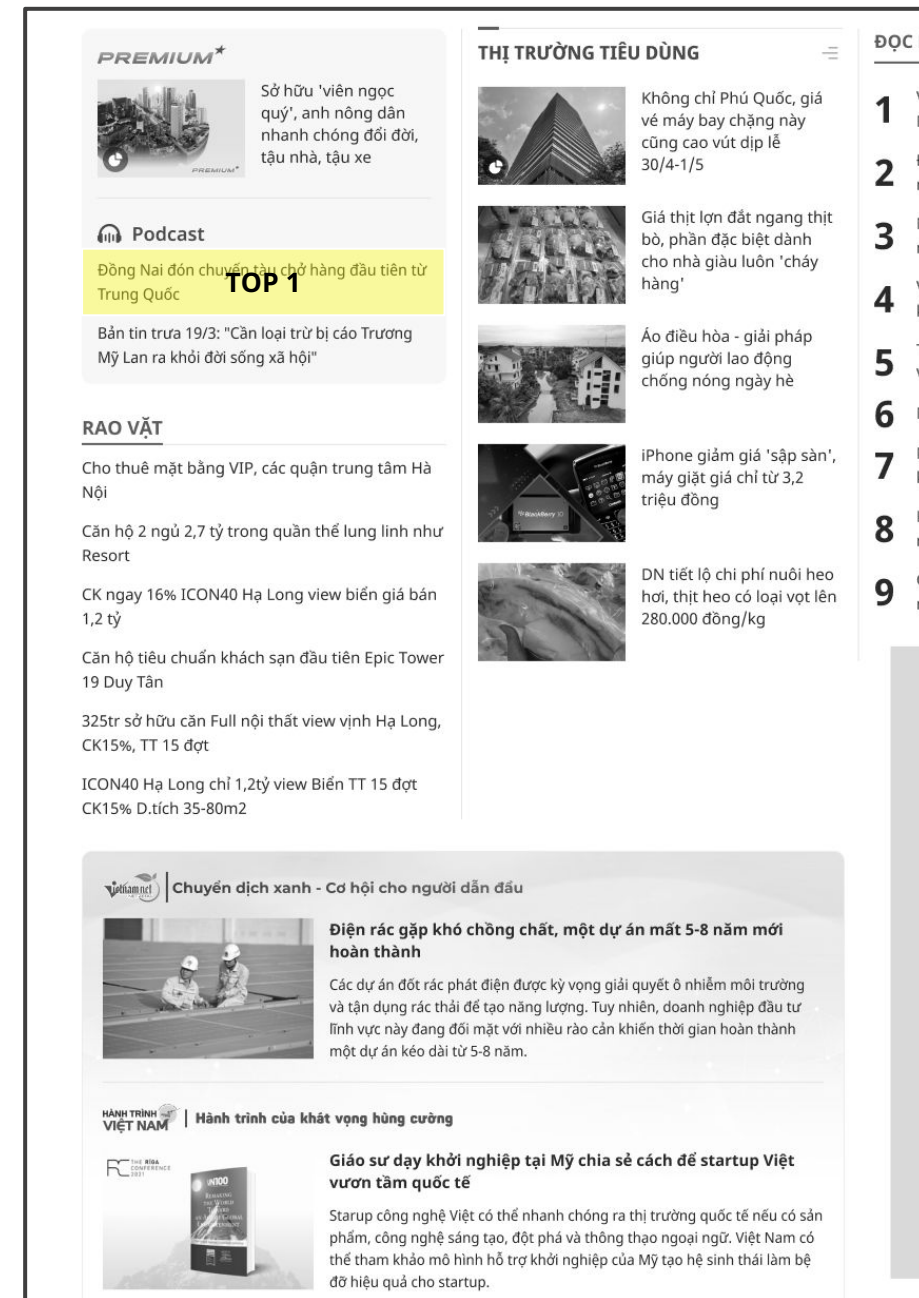 PREMIUM
Sở hữu 'viên ngọc
quý', anh nông dân
nhanh chóng đổi đời,
tậu nhà, tậu xe
PREMIUM
Podcast
Đồng Nai đón chuyến tàu chở hàng đầu tiên từ
Trung Quốc
TOP 1
Bản tin trưa 19/3: "Cần loại trừ bị cáo Trương
Mỹ Lan ra khỏi đời sống xã hội"
RAO VẶT
Cho thuê mặt bằng VIP, các quận trung tâm Hà
Nội
Căn hộ 2 ngủ 2,7 tỷ trong quần thể lung linh như
Resort
CK ngay 16% ICON40 Hạ Long view biển giá bán
1,2 tỷ
Căn hộ tiêu chuẩn khách sạn đầu tiên Epic Tower
19 Duy Tân
325tr sở hữu căn Full nội thất view vịnh Hạ Long,
CK15%, TT 15 đợt
ICON40 Hạ Long chỉ 1,2tỷ view Biển TT 15 đợt
CK15% D.tích 35-80m2
THỊ TRƯỜNG TIÊU DÙNG
Không chỉ Phú Quốc, giá
vé máy bay chặng này
cũng cao vút dịp lễ
30/4-1/5
Giá thịt lợn đắt ngang thịt
bò, phần đặc biệt dành
cho nhà giàu luôn 'cháy
hàng'
Áo điều hòa - giải pháp
giúp người lao động
chống nóng ngày hè
iPhone giảm giá 'sập sàn',
máy giặt giá chỉ từ 3,2
triệu đồng
BlackBerry 10
DN tiết lộ chi phí nuôi heo
hơi, thịt heo có loại vọt lên
280.000 đồng/kg
ĐỌC
1
2
3
4
5
6
7
8
9
vietnamnet
Chuyển dịch xanh - Cơ hội cho người dẫn đầu
Điện rác gặp khó chồng chất, một dự án mất 5-8 năm mới
hoàn thành
Các dự án đốt rác phát điện được kỳ vọng giải quyết ô nhiễm môi trường
và tận dụng rác thải để tạo năng lượng. Tuy nhiên, doanh nghiệp đầu tư
lĩnh vực này đang đối mặt với nhiều rào cản khiến thời gian hoàn thành
một dự án kéo dài từ 5-8 năm.
HÀNH TRÌNH
VIỆT NAM
Hành trình của khát vọng hùng cường
THE RĪGA
CONFERENCE
2021
UN100
REMAKING
THE WORLD
Giáo sư dạy khởi nghiệp tại Mỹ chia sẻ cách để startup Việt
vươn tầm quốc tế
Starup công nghệ Việt có thể nhanh chóng ra thị trường quốc tế nếu có sản
phẩm, công nghệ sáng tạo, đột phá và thông thạo ngoại ngữ. Việt Nam có
thể tham khảo mô hình hỗ trợ khởi nghiệp của Mỹ tạo hệ sinh thái làm bệ
đỡ hiệu quả cho startup.